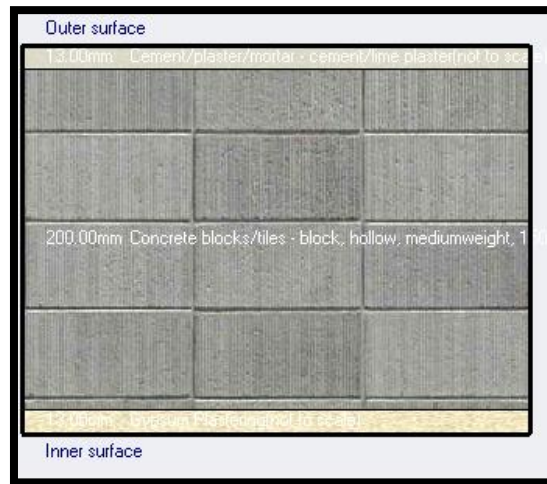 Outer surface
13.00mm Cement/plaster/mortar - cement/lime plaster(not to scale
200.00mm Concrete blocks/tiles - block, hollow, mediumweight, 150
13.00mm Gypsum Plastering(not to scale)
Inner surface